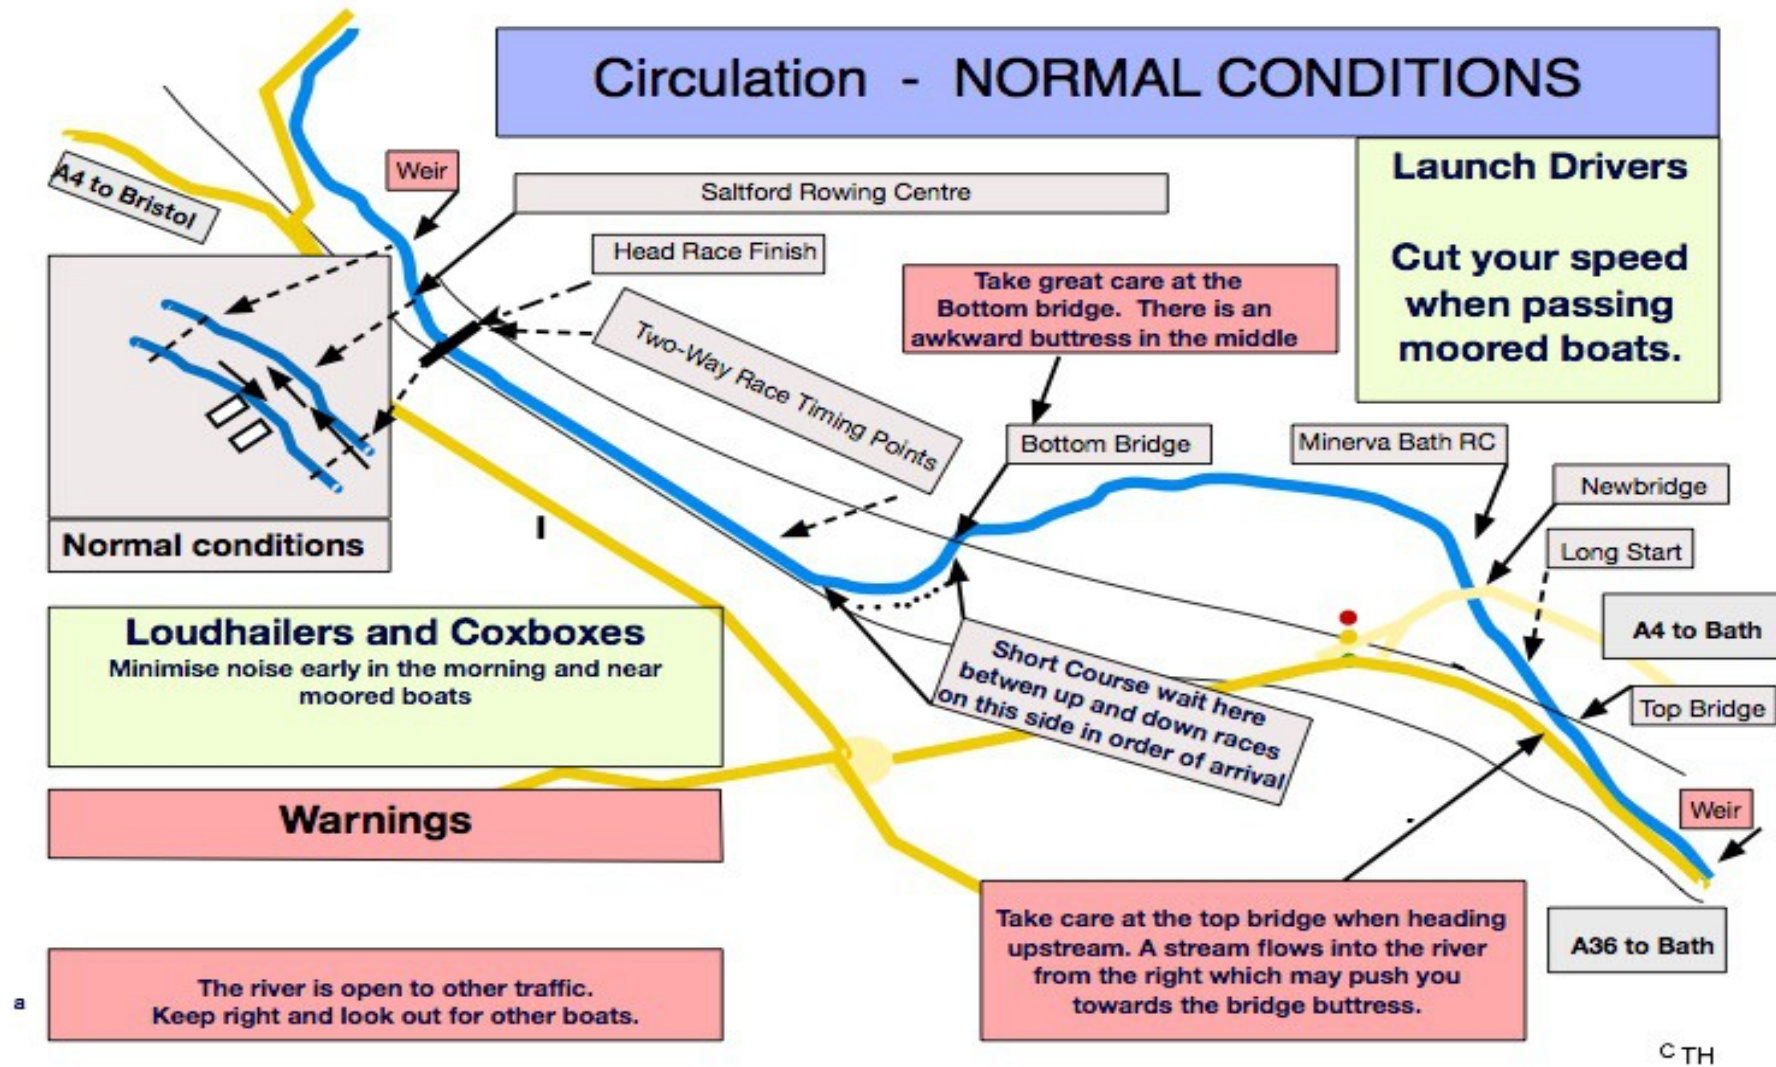 Circulation - NORMAL CONDITIONS
Launch Drivers
Cut your speed
when passing
moored boats.
Weir
A4 to Bristol
Saltford Rowing Centre
Head Race Finish
Take great care at the
Bottom bridge. There is an
awkward buttress in the middle
Two-Way Race Timing Points
Bottom Bridge
Minerva Bath RC
Newbridge
Long Start
Normal conditions
I
Loudhailers and Coxboxes
Minimise noise early in the morning and near
moored boats
A4 to Bath
Short Course wait here
betwen up and down races
on this side in order of arrival
Top Bridge
Warnings
Weir
Take care at the top bridge when heading
upstream. A stream flows into the river
from the right which may push you
towards the bridge buttress.
A36 to Bath
The river is open to other traffic.
Keep right and look out for other boats.
a
C TH